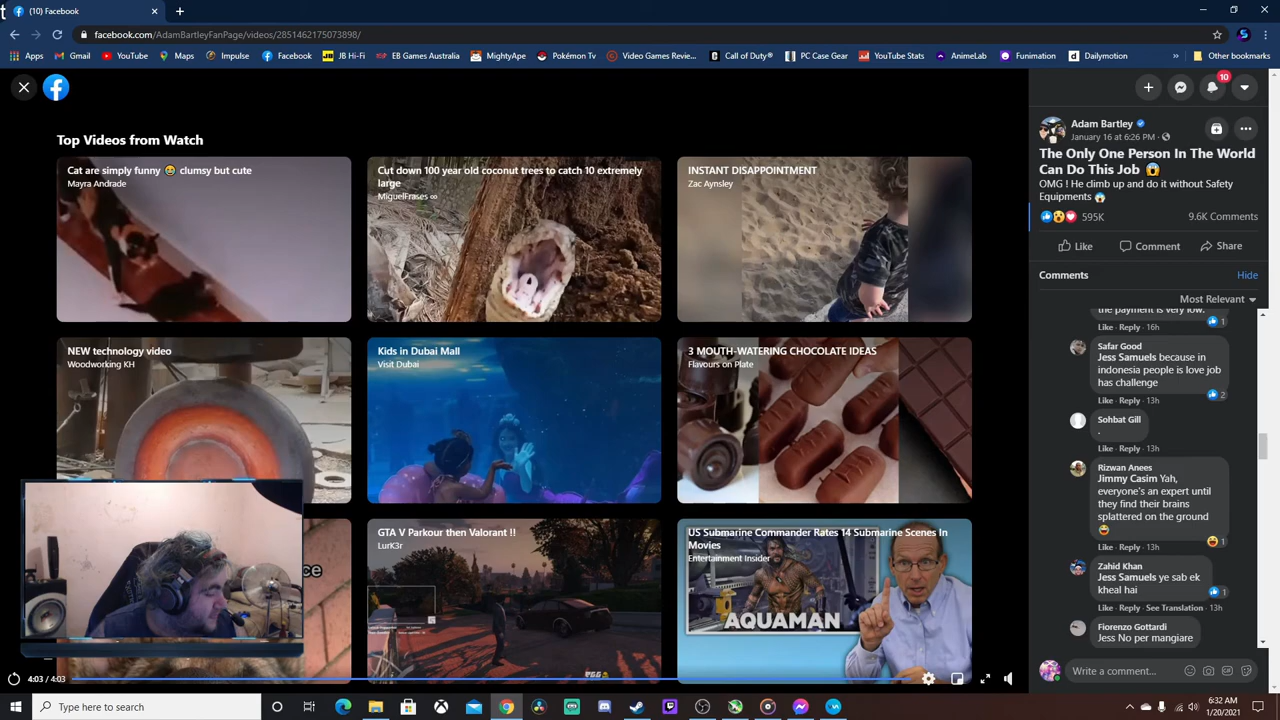 (10) Facebook
facebook.com/AdamBartleyFanPage/videos/2851462175073898/
Apps Gmail YouTube Maps Impulse Facebook JB Hi-Fi EB Games Australia MightyApe Pokémon Tv Video Games Revie... Call of Duty® PC Case Gear YouTube Stats AnimeLab Funimation Dailymotion Other bookmarks
10
Top Videos from Watch
Cat are simply funny 😂 clumsy but cute
Mayra Andrade
Cut down 100 year old coconut trees to catch 10 extremely
large
MiguelFrases ∞
INSTANT DISAPPOINTMENT
Zac Aynsley
NEW technology video
Woodworking KH
Kids in Dubai Mall
Visit Dubai
3 MOUTH-WATERING CHOCOLATE IDEAS
Flavours on Plate
GTA V Parkour then Valorant !!
LurK3r
US Submarine Commander Rates 14 Submarine Scenes In
Movies
Entertainment Insider
AQUAMAN
4:03 / 4:03
Adam Bartley
January 16 at 6:26 PM ·
The Only One Person In The World
Can Do This Job 😱
OMG ! He climb up and do it without Safety
Equipments 😱
595K 9.6K Comments
Like Comment Share
Comments Hide
Most Relevant
the payment is very low.
1
Like · Reply · 16h
Safar Good
Jess Samuels because in
indonesia people is love job
has challenge
2
Like · Reply · 13h
Sohbat Gill
.
Like · Reply · 13h
Rizwan Anees
Jimmy Casim Yah,
everyone's an expert until
they find their brains
splattered on the ground
😅
1
Like · Reply · 13h
Zahid Khan
Jess Samuels ye sab ek
kheal hai
1
Like · Reply · See Translation · 13h
Fiorenzo Gottardi
Jess No per mangiare
Write a comment...
Type here to search
6:32 AM
1/20/2021